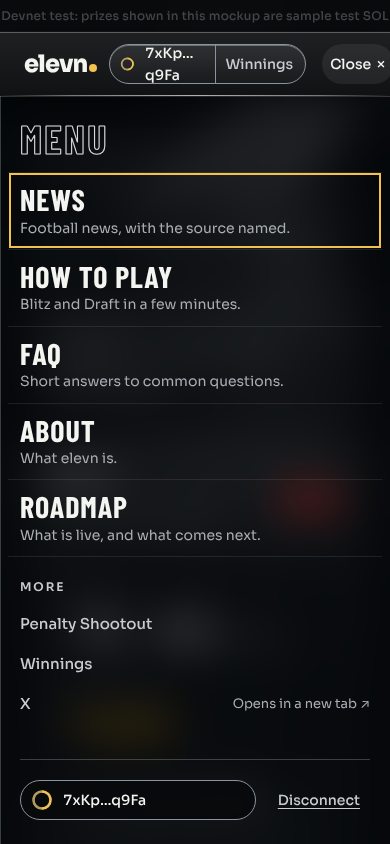 Devnet test: prizes shown in this mockup are sample test SOL
elevn.
7xKp...
q9Fa
Winnings
Close ×
MENU
NEWS
Football news, with the source named.
HOW TO PLAY
Blitz and Draft in a few minutes.
FAQ
Short answers to common questions.
ABOUT
What elevn is.
ROADMAP
What is live, and what comes next.
MORE
Penalty Shootout
Winnings
X
Opens in a new tab ↗
7xKp...q9Fa
Disconnect